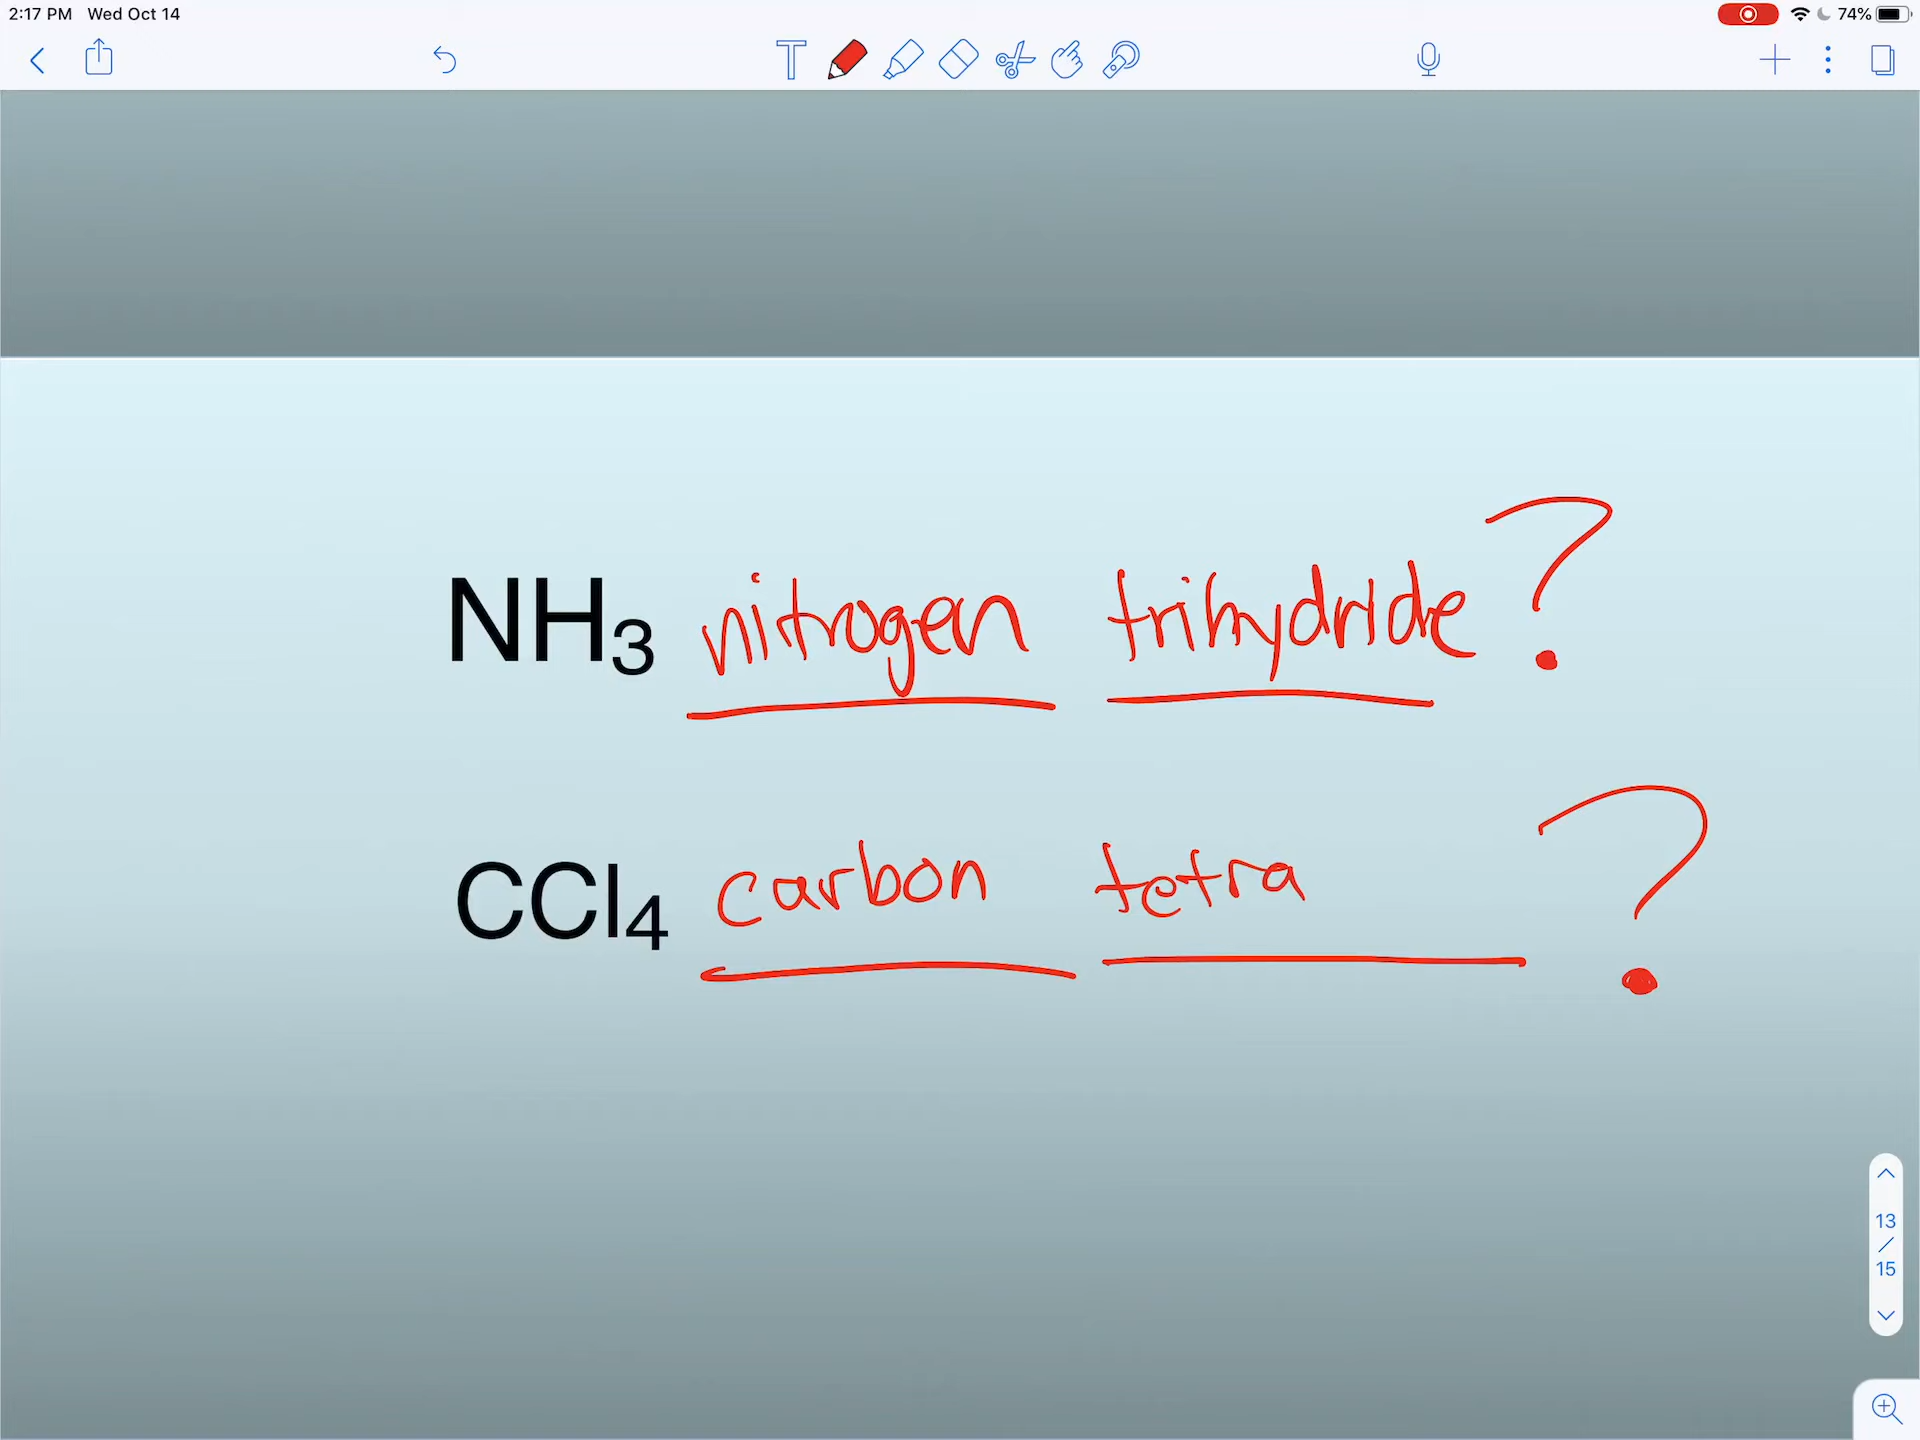 2:17 PM Wed Oct 14 74%
T
NH3 nitrogen trihydride?
CCl4 carbon tetra ?
13
/
15